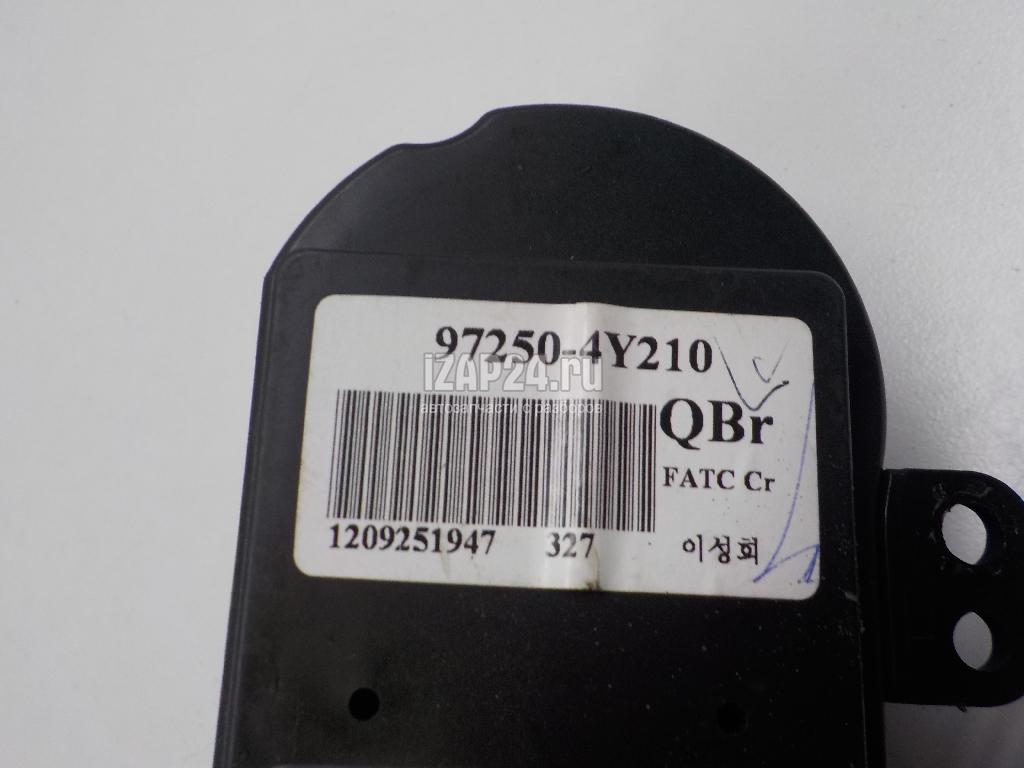 97250-4Y210
iZAP24.ru
автозапчасти с разборов
QBr
FATC Cr
1209251947 327 이성희